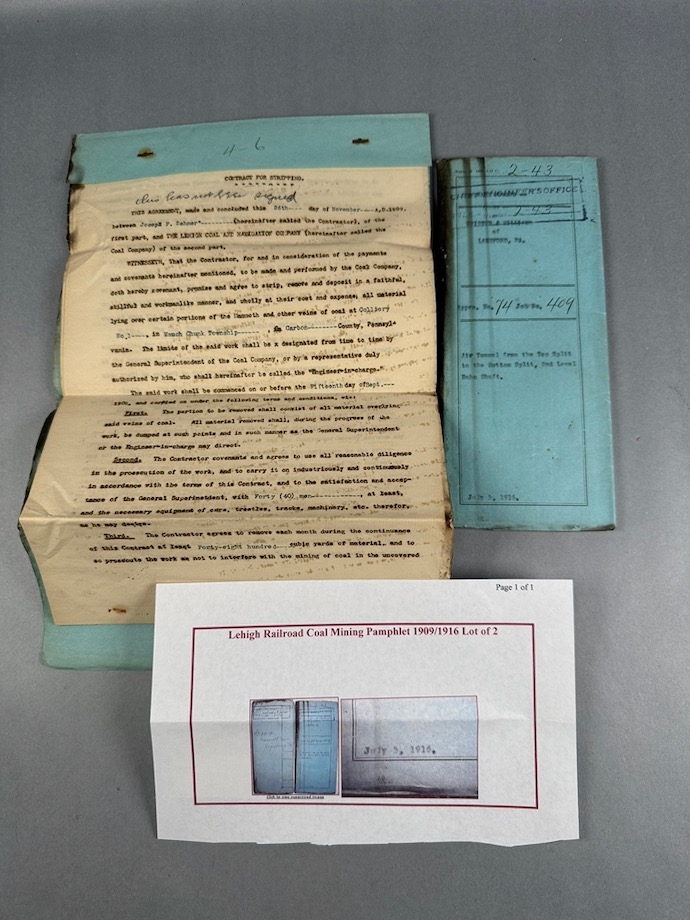 4-6
CONTRACT FOR STRIPPING.
this has not been signed
THIS AGREEMENT, made and concluded this 24th---- day of November----A.D.1909,
between Joseph F. --------(hereinafter called the Contractor), of the
first part, and THE LEHIGH COAL AND NAVIGATION COMPANY (hereinafter called the
Coal Company) of the second part.
WITNESSETH, That the Contractor, for and in consideration of the payments
and covenants hereinafter mentioned, to be made and performed by the Coal Company,
doth hereby covenant, promise and agree to strip, remove and deposit in a faithful,
skillful and workmanlike manner, and wholly at their cost and expense, all material
lying over certain portions of the Mammoth and other veins of coal at Colliery
No.1----, in Mauch Chunk Township------, in Carbon--------County, Pennsyl-
vania. The limits of the said work shall be x designated from time to time by
the General Superintendent of the Coal Company, or by a representative duly
authorized by him, who shall hereinafter be called the "Engineer-in-charge."
The said work shall be commenced on or before the Fifteenth day of Sept.---
and carried on under the following terms and conditions, viz:
First. The portion to be removed shall consist of all material overlying
said veins of coal. All material removed shall, during the progress of the
work, be dumped at such points and in such manner as the General Superintendent
or the Engineer-in-charge may direct.
Second. The Contractor covenants and agrees to use all reasonable diligence
in the prosecution of the work, and to carry it on industriously and continuously
in accordance with the terms of this Contract, and to the satisfaction and accep-
tance of the General Superintendent, with Forty (40) men-------------, at least,
and the necessary equipment of cars, trestles, tracks, machinery, etc. therefor,
as he may
Third. The Contractor agrees to remove each month during the continuance
of this Contract at least Forty-eight hundred....cubic yards of material, and to
so prosecute the work as not to interfere with the mining of coal in the uncovered
2-43
CHIEF ENGINEER'S OFFICE
1-43
of
LANSFORD, PA.
No. 74 Job No. 409
Air Tunnel from the Top Split
to the Bottom Split, 2nd Level
Shaft.
July 5, 1916.
Page 1 of 1
Lehigh Railroad Coal Mining Pamphlet 1909/1916 Lot of 2
July 5, 1916.